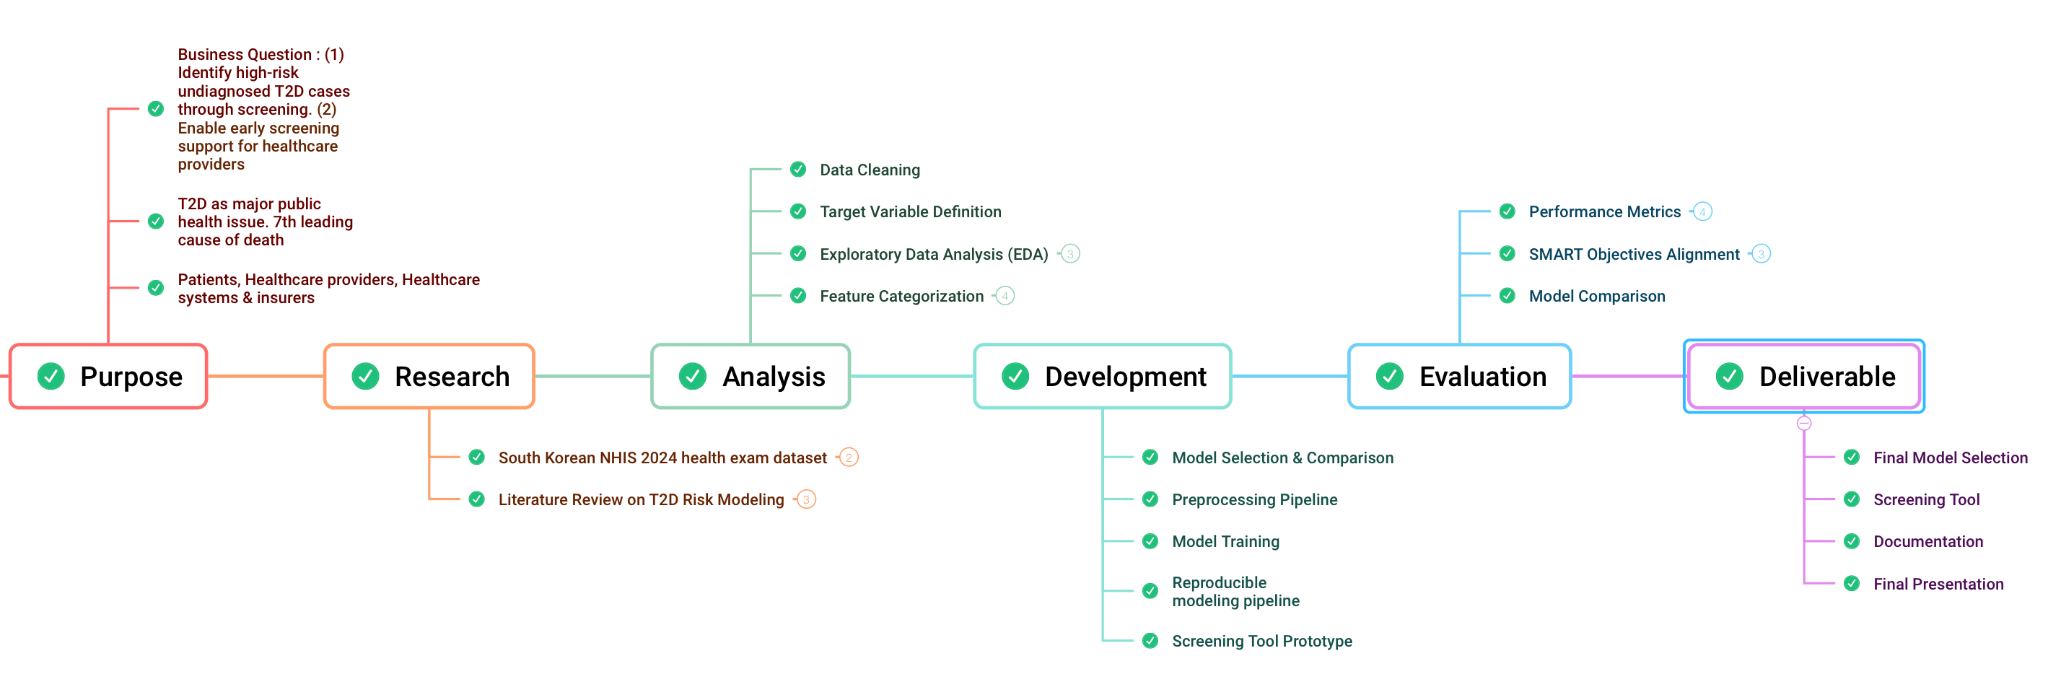 Business Question : (1)
Identify high-risk
undiagnosed T2D cases
through screening. (2)
Enable early screening
support for healthcare
providers
T2D as major public
health issue. 7th leading
cause of death
Patients, Healthcare providers, Healthcare
systems & insurers
Purpose
Research
South Korean NHIS 2024 health exam dataset 2
Literature Review on T2D Risk Modeling 3
Data Cleaning
Target Variable Definition
Exploratory Data Analysis (EDA) 3
Feature Categorization 4
Analysis
Development
Model Selection & Comparison
Preprocessing Pipeline
Model Training
Reproducible
modeling pipeline
Screening Tool Prototype
Performance Metrics 4
SMART Objectives Alignment 3
Model Comparison
Evaluation
Deliverable
Final Model Selection
Screening Tool
Documentation
Final Presentation